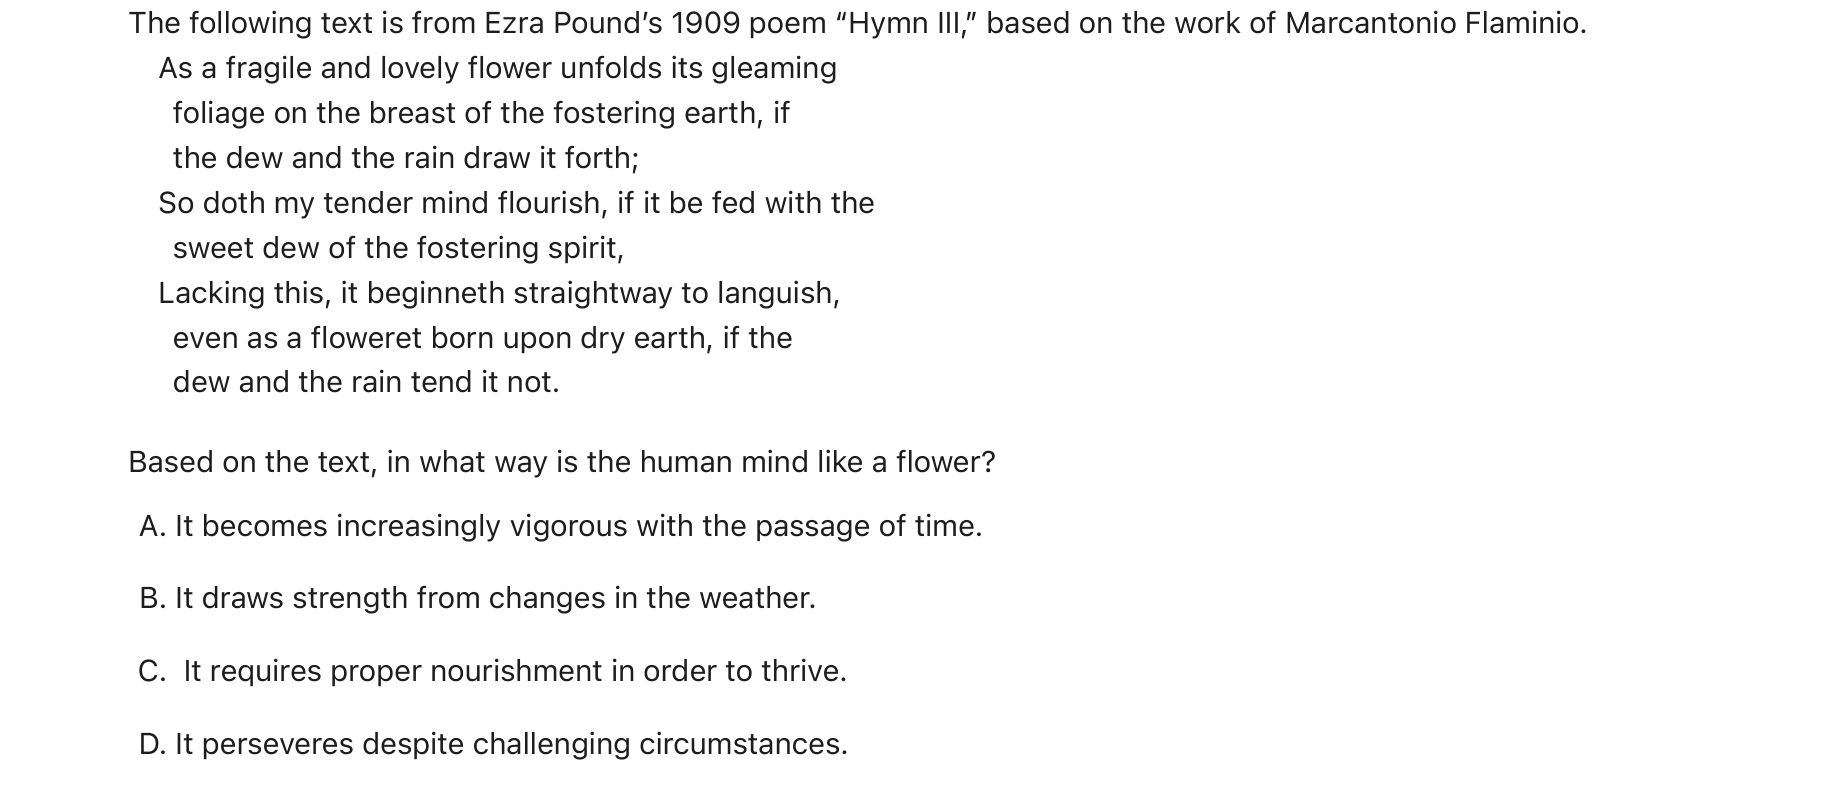 The following text is from Ezra Pound’s 1909 poem “Hymn III,” based on the work of Marcantonio Flaminio.
As a fragile and lovely flower unfolds its gleaming
foliage on the breast of the fostering earth, if
the dew and the rain draw it forth;
So doth my tender mind flourish, if it be fed with the
sweet dew of the fostering spirit,
Lacking this, it beginneth straightway to languish,
even as a floweret born upon dry earth, if the
dew and the rain tend it not.
Based on the text, in what way is the human mind like a flower?
A. It becomes increasingly vigorous with the passage of time.
B. It draws strength from changes in the weather.
C. It requires proper nourishment in order to thrive.
D. It perseveres despite challenging circumstances.